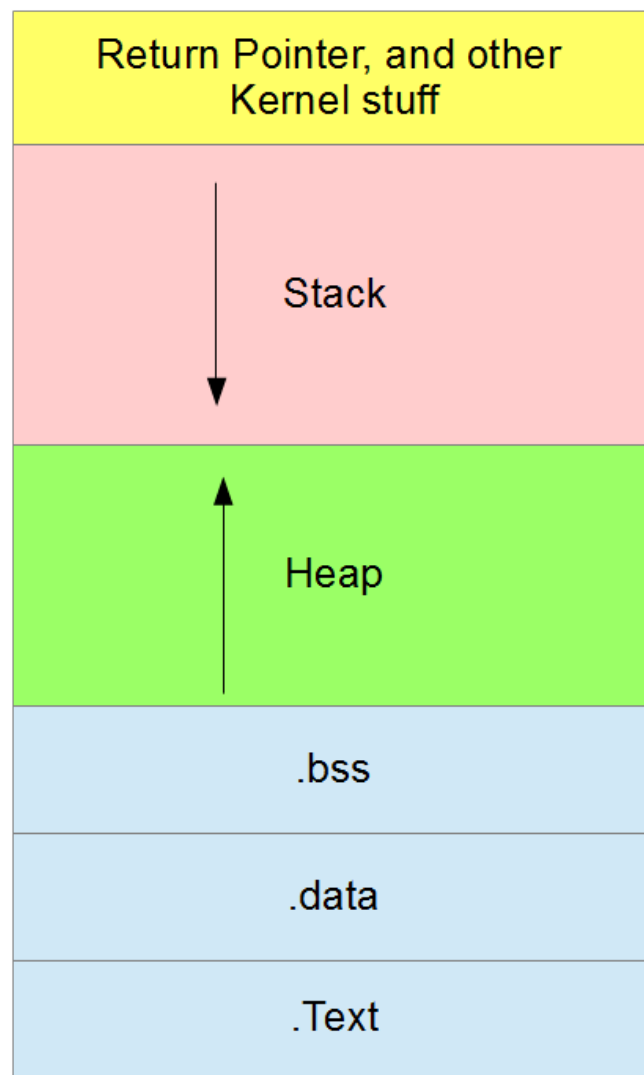 Return Pointer, and other
Kernel stuff
Stack
Heap
.bss
.data
.Text